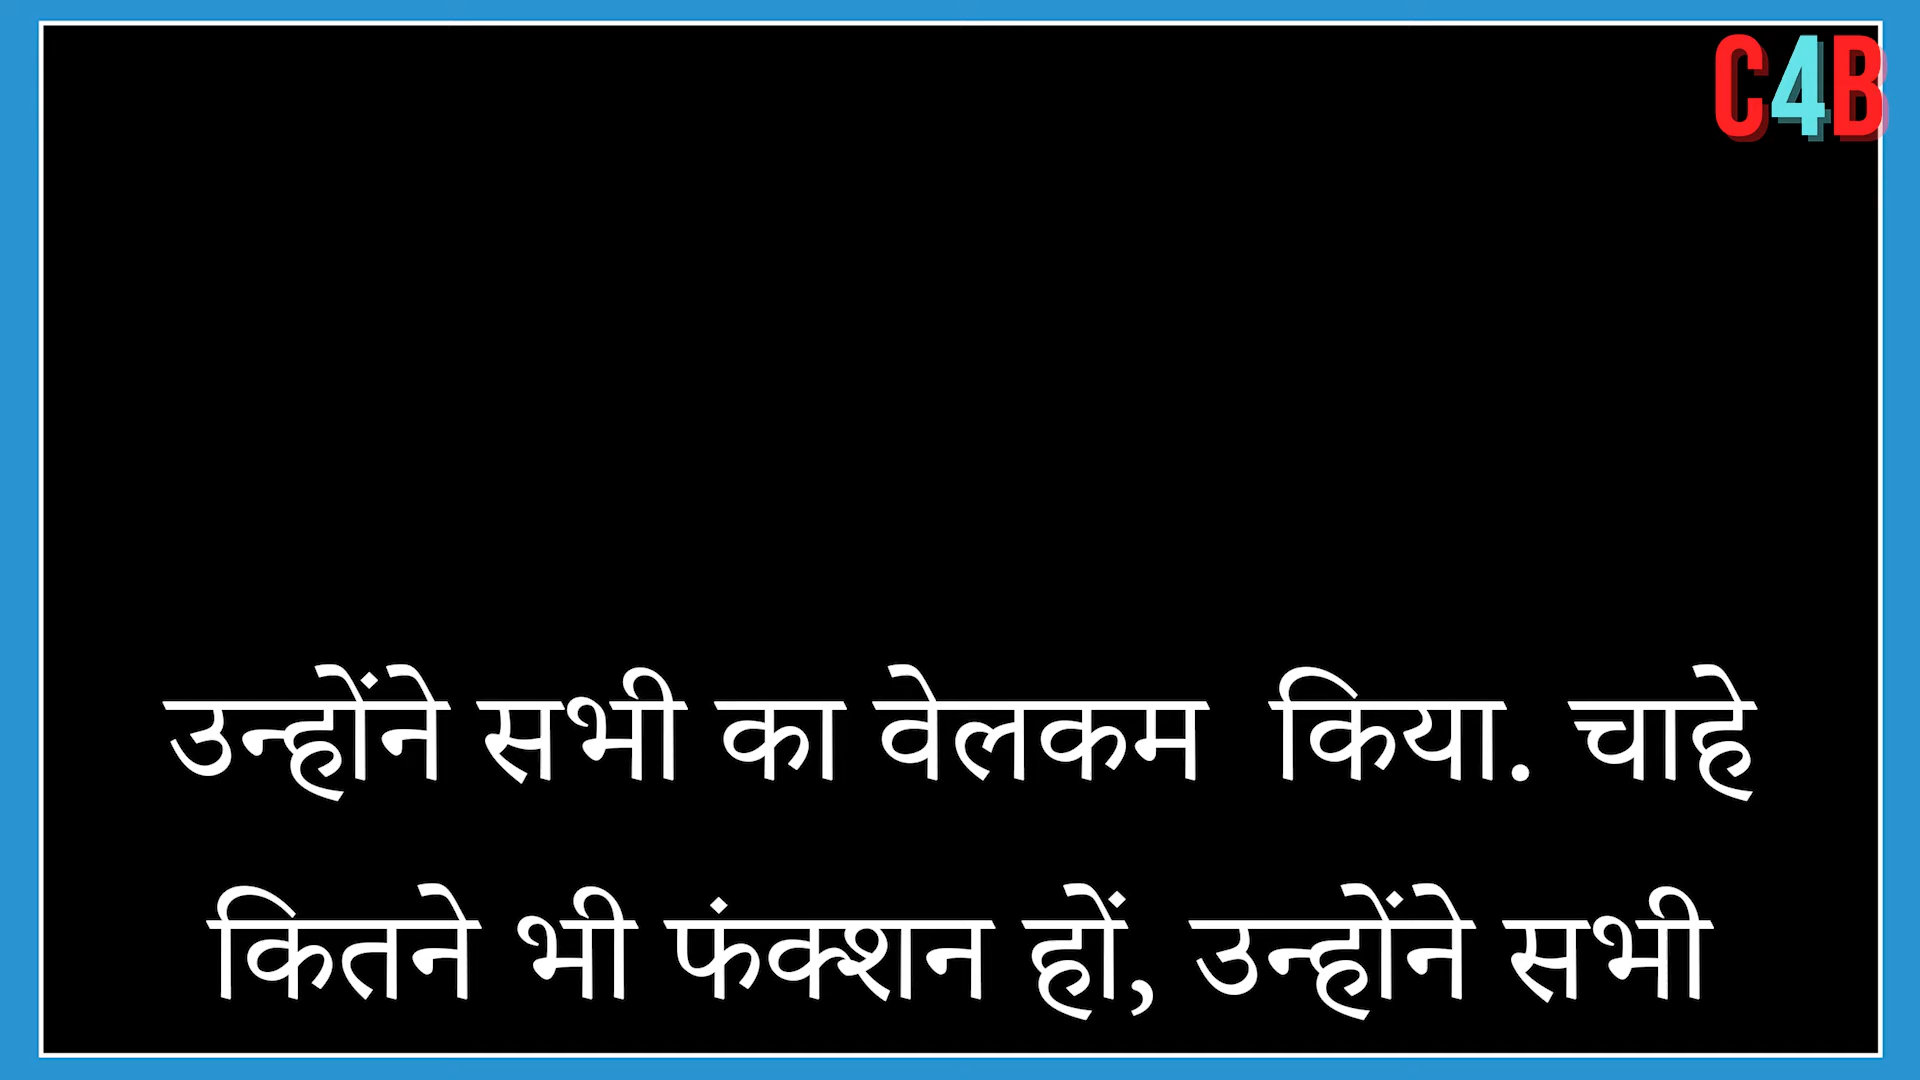 C4B
उन्होंने सभी का वेलकम  किया. चाहे
कितने भी फंक्शन हों, उन्होंने सभी